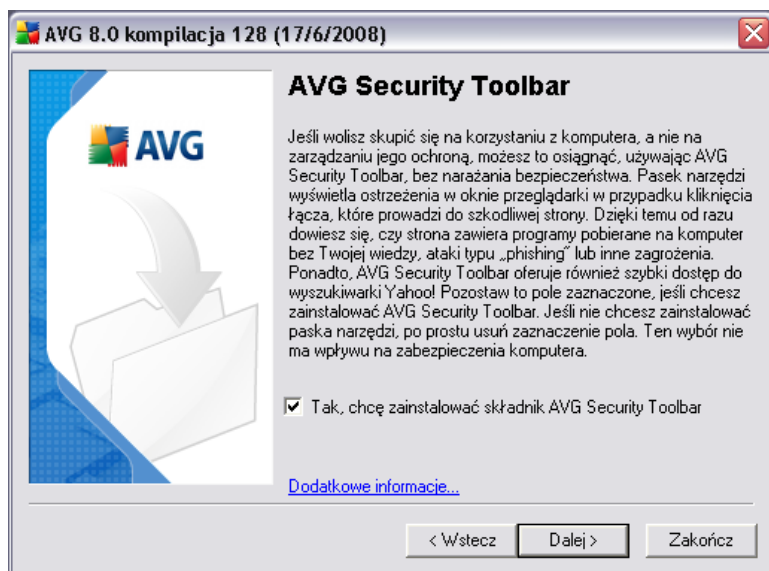 AVG 8.0 kompilacja 128 (17/6/2008)
AVG
AVG Security Toolbar
Jeśli wolisz skupić się na korzystaniu z komputera, a nie na
zarządzaniu jego ochroną, możesz to osiągnąć, używając AVG
Security Toolbar, bez narażania bezpieczeństwa. Pasek narzędzi
wyświetla ostrzeżenia w oknie przeglądarki w przypadku kliknięcia
łącza, które prowadzi do szkodliwej strony. Dzięki temu od razu
dowiesz się, czy strona zawiera programy pobierane na komputer
bez Twojej wiedzy, ataki typu „phishing” lub inne zagrożenia.
Ponadto, AVG Security Toolbar oferuje również szybki dostęp do
wyszukiwarki Yahoo! Pozostaw to pole zaznaczone, jeśli chcesz
zainstalować AVG Security Toolbar. Jeśli nie chcesz zainstalować
paska narzędzi, po prostu usuń zaznaczenie pola. Ten wybór nie
ma wpływu na zabezpieczenia komputera.
Tak, chcę zainstalować składnik AVG Security Toolbar
Dodatkowe informacje...
< Wstecz Dalej > Zakończ